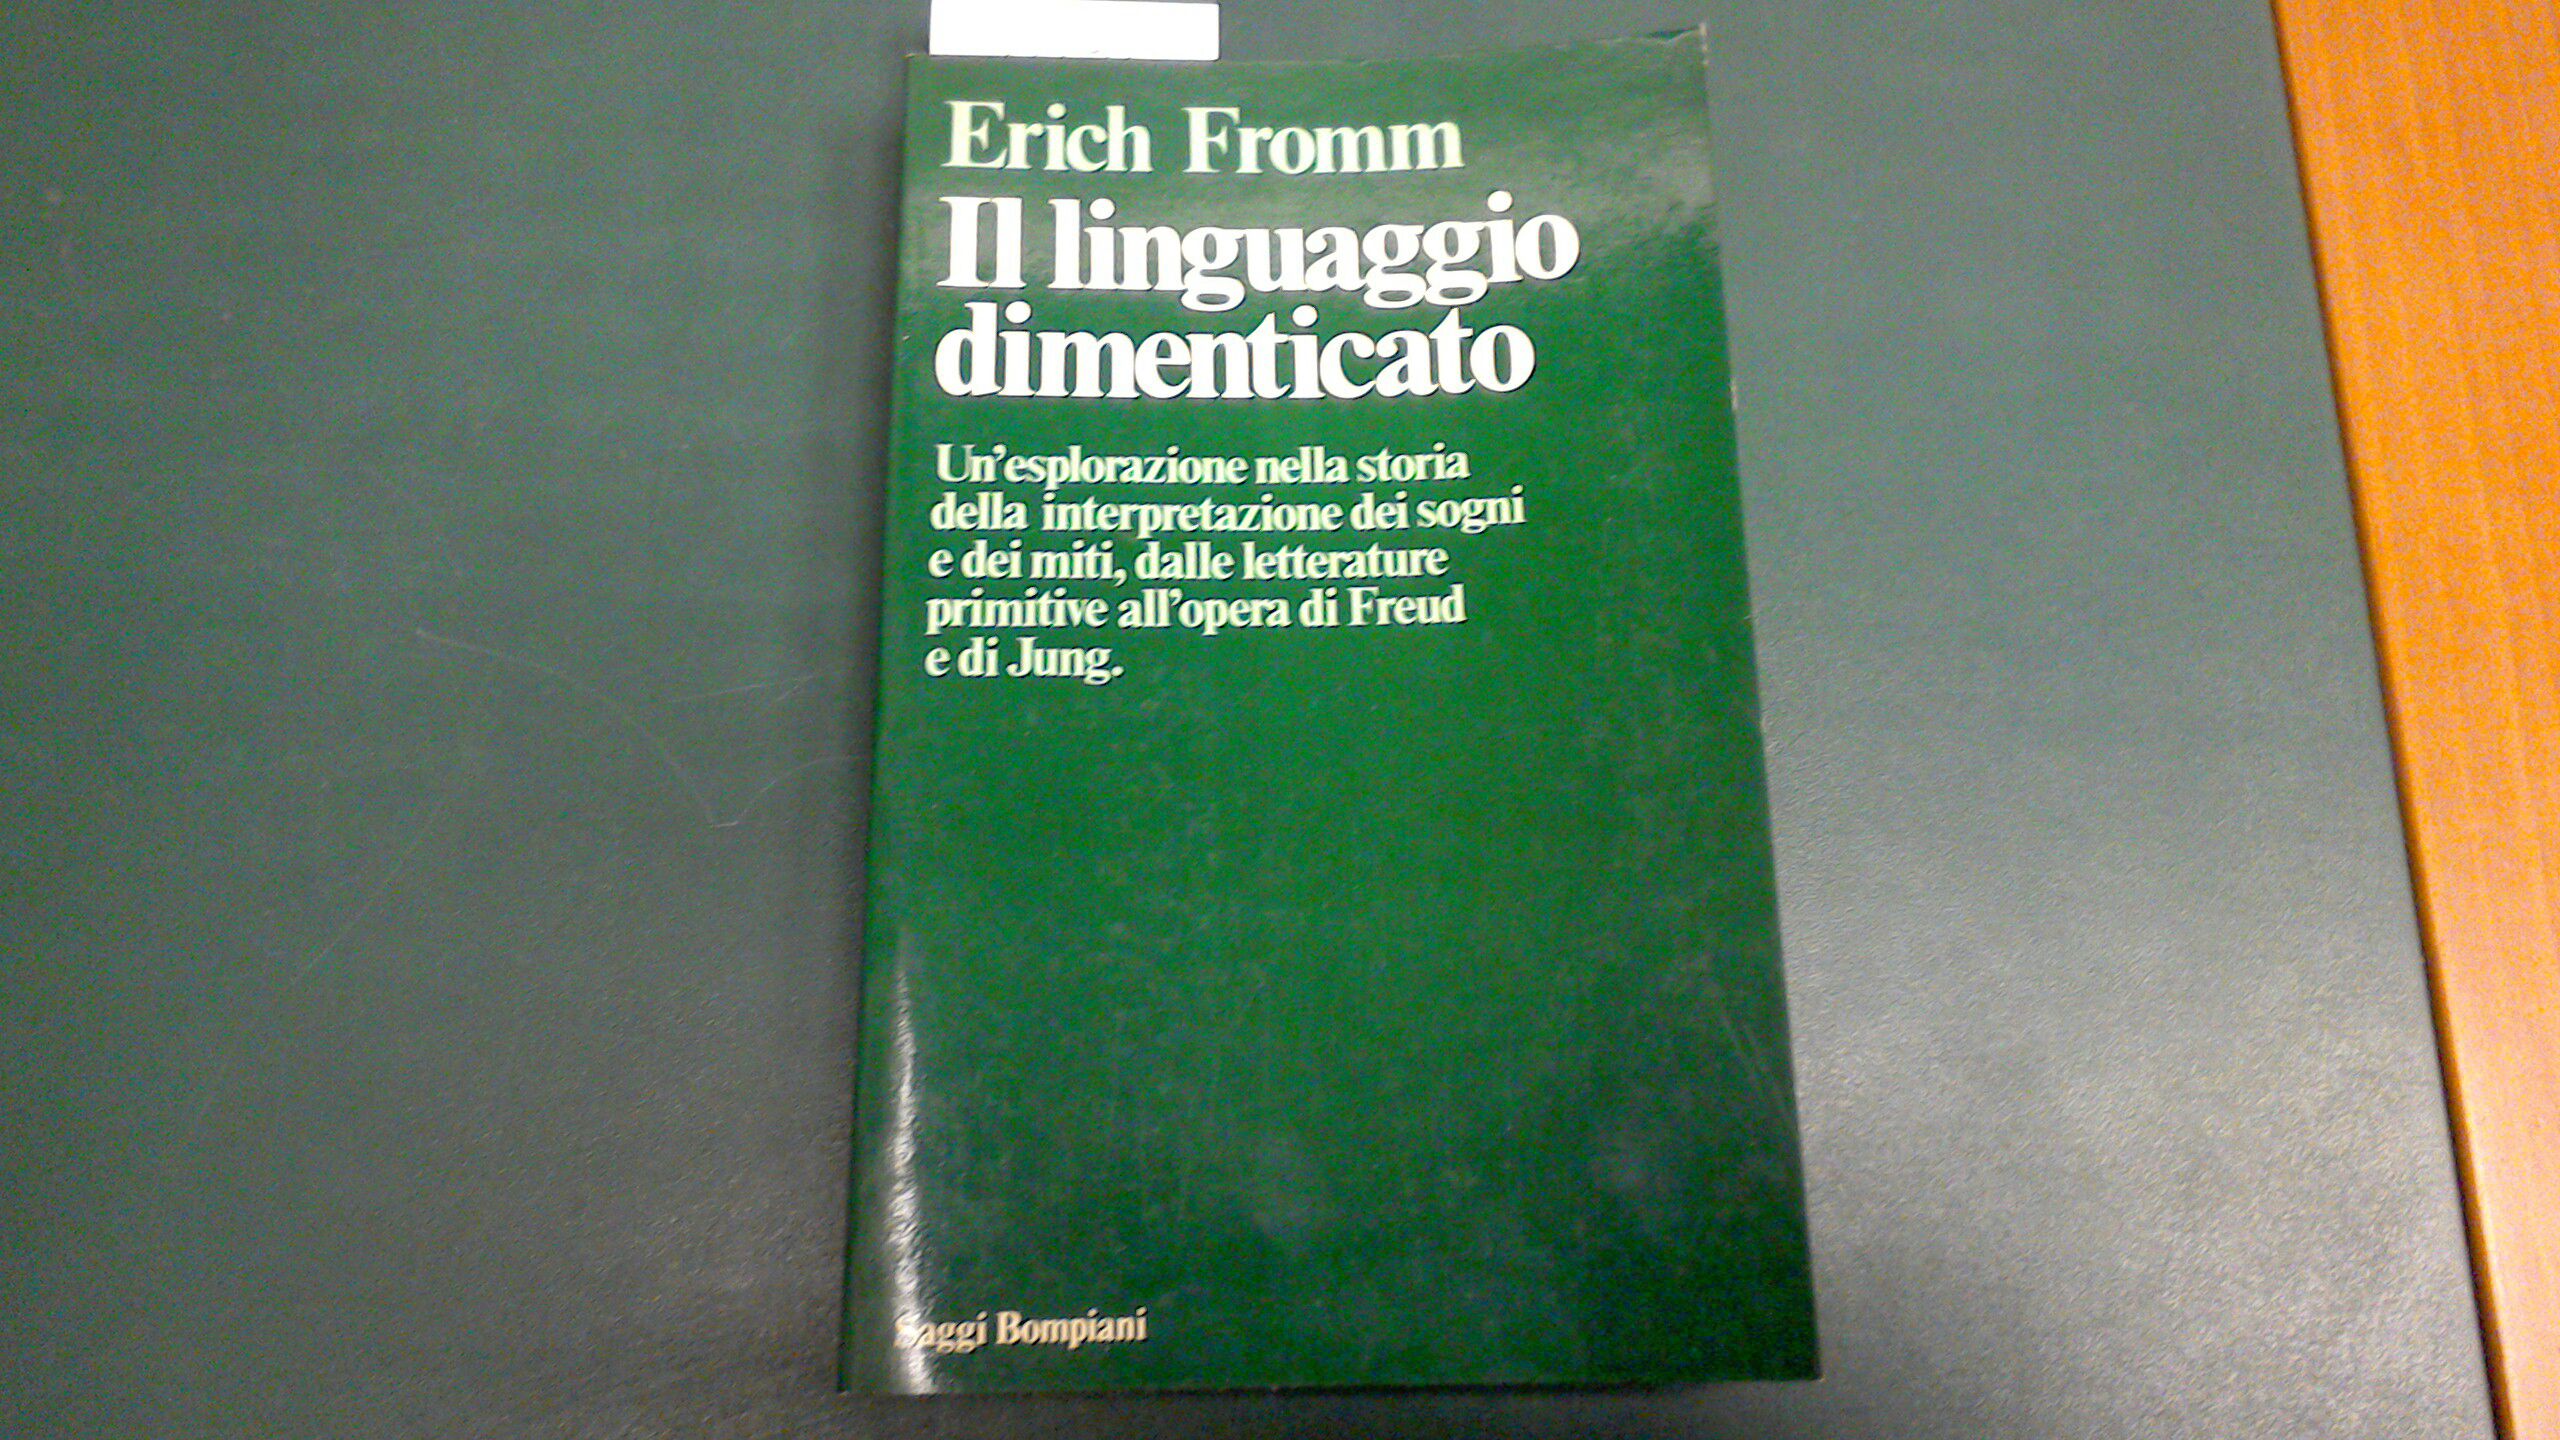 Erich Fromm
Il linguaggio
dimenticato
Un'esplorazione nella storia
della interpretazione dei sogni
e dei miti, dalle letterature
primitive all'opera di Freud
e di Jung.
Saggi Bompiani